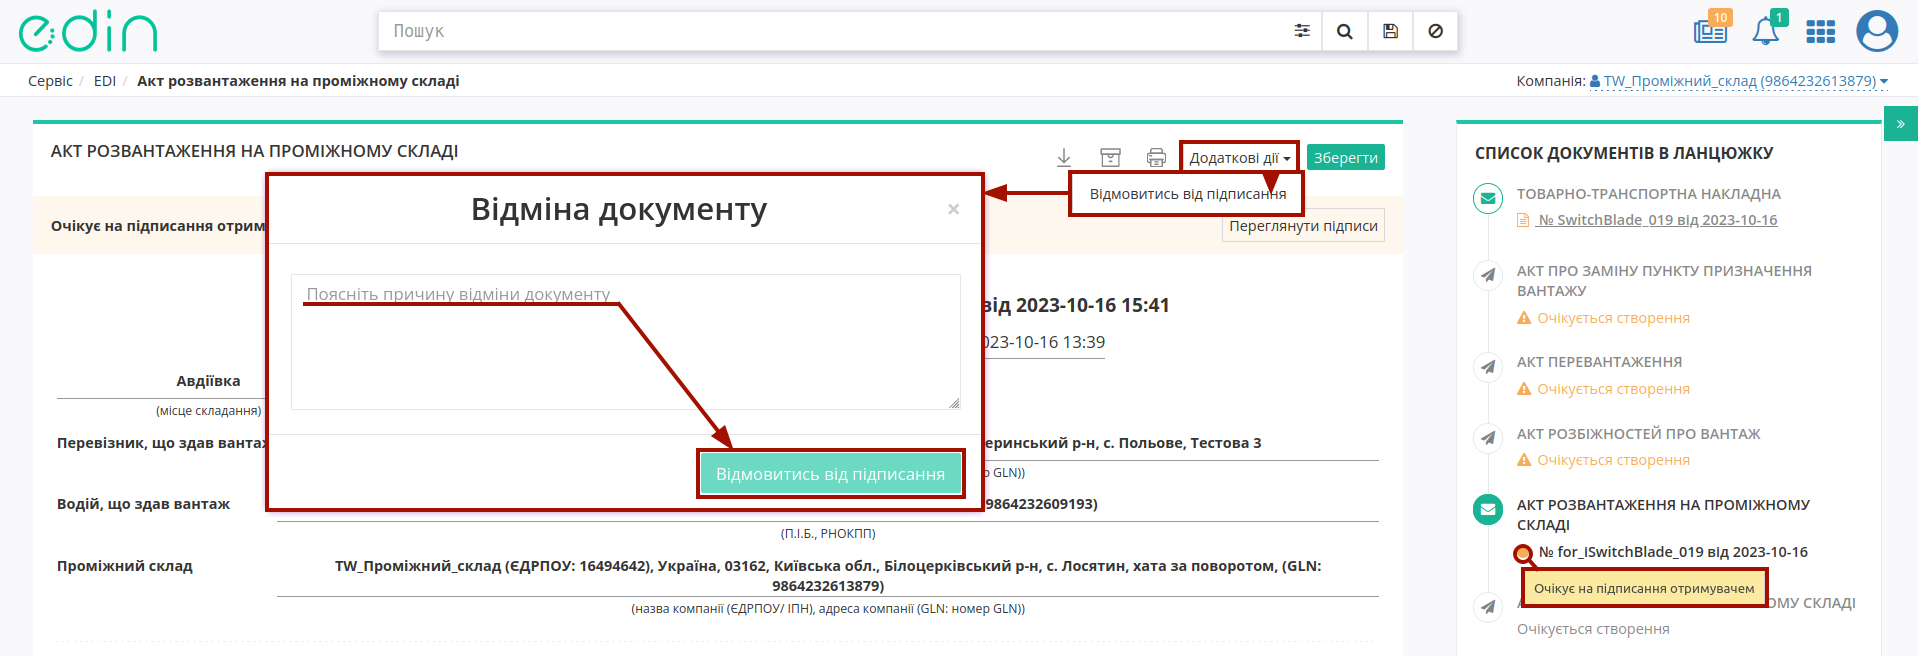 edin
Пошук
10
1
Сервіс / EDI / Акт розвантаження на проміжному складі
Компанія: TW_Проміжний_склад (9864232613879)
»
АКТ РОЗВАНТАЖЕННЯ НА ПРОМІЖНОМУ СКЛАДІ
Додаткові дії
Зберегти
Відмовитись від підписання
Очікує на підписання отрим
Переглянути підписи
Відміна документу
×
Поясніть причину відміни документу
Відмовитись від підписання
від 2023-10-16 15:41
023-10-16 13:39
Авдіївка
(місце складання)
Перевізник, що здав вантаж
еринський р-н, с. Польове, Тестова 3
р GLN))
Водій, що здав вантаж
9864232609193)
(П.І.Б., РНОКПП)
Проміжний склад
TW_Проміжний_склад (ЄДРПОУ: 16494642), Україна, 03162, Київська обл., Білоцерківський р-н, с. Лосятин, хата за поворотом, (GLN:
9864232613879)
(назва компанії (ЄДРПОУ/ ІПН), адреса компанії (GLN: номер GLN))
СПИСОК ДОКУМЕНТІВ В ЛАНЦЮЖКУ
ТОВАРНО-ТРАНСПОРТНА НАКЛАДНА
№ SwitchBlade_019 від 2023-10-16
АКТ ПРО ЗАМІНУ ПУНКТУ ПРИЗНАЧЕННЯ
ВАНТАЖУ
Очікується створення
АКТ ПЕРЕВАНТАЖЕННЯ
Очікується створення
АКТ РОЗБІЖНОСТЕЙ ПРО ВАНТАЖ
Очікується створення
АКТ РОЗВАНТАЖЕННЯ НА ПРОМІЖНОМУ
СКЛАДІ
№ for_ISwitchBlade_019 від 2023-10-16
Очікує на підписання отримувачем
ОМУ СКЛАДІ
Очікується створення